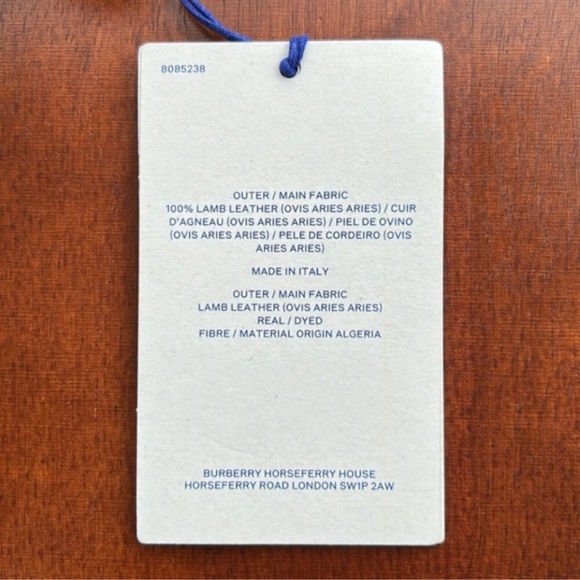 8085238
OUTER / MAIN FABRIC
100% LAMB LEATHER (OVIS ARIES ARIES) / CUIR
D'AGNEAU (OVIS ARIES ARIES) / PIEL DE OVINO
(OVIS ARIES ARIES) / PELE DE CORDEIRO (OVIS
ARIES ARIES)
MADE IN ITALY
OUTER / MAIN FABRIC
LAMB LEATHER (OVIS ARIES ARIES)
REAL / DYED
FIBRE / MATERIAL ORIGIN ALGERIA
BURBERRY HORSEFERRY HOUSE
HORSEFERRY ROAD LONDON SW1P 2AW